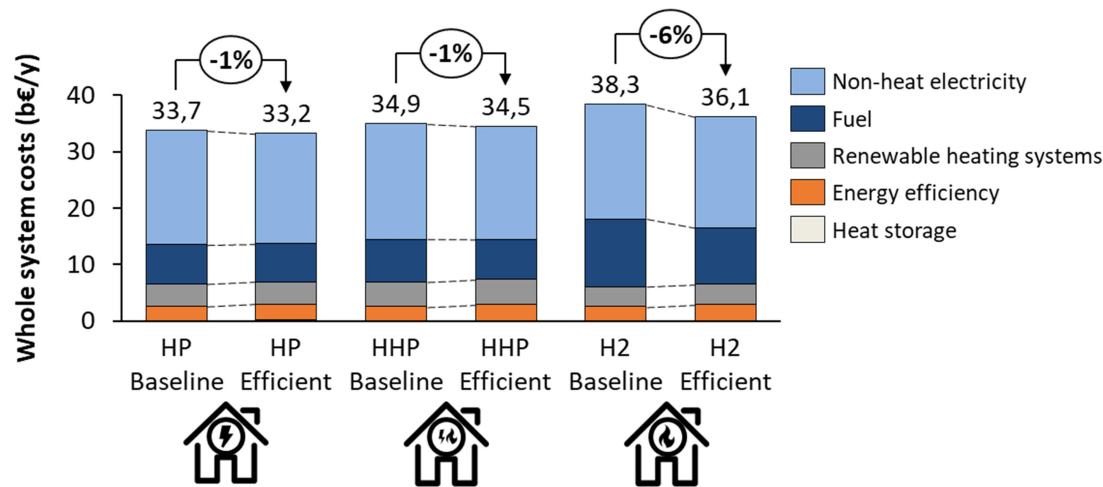 Whole system costs (b€/y)
40
30
20
10
0
-1%
-1%
-6%
33,7
33,2
34,9
34,5
38,3
36,1
HP
Baseline
HP
Efficient
HHP
Baseline
HHP
Efficient
H2
Baseline
H2
Efficient
Non-heat electricity
Fuel
Renewable heating systems
Energy efficiency
Heat storage